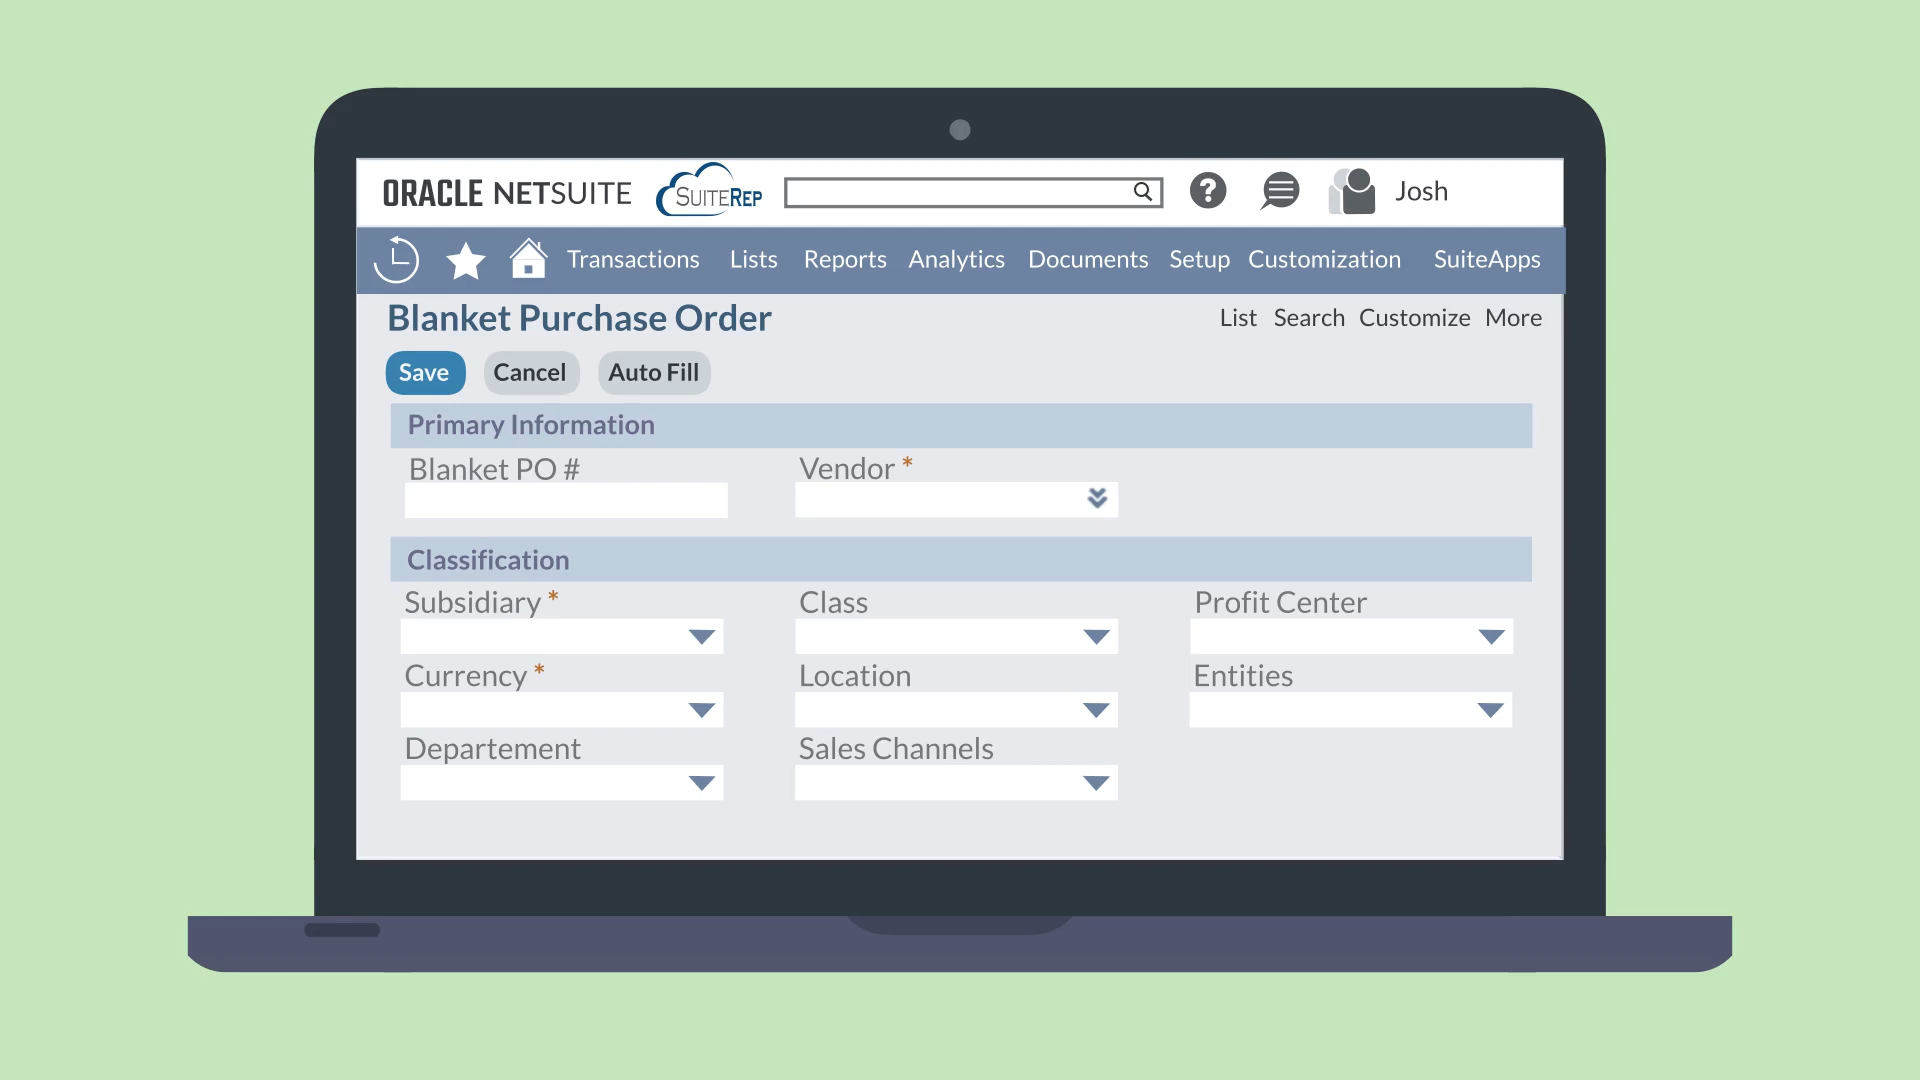 ORACLE NETSUITE SUITEREP Josh
Transactions Lists Reports Analytics Documents Setup Customization SuiteApps
Blanket Purchase Order List Search Customize More
Save Cancel Auto Fill
Primary Information
Blanket PO # Vendor *
Classification
Subsidiary * Class Profit Center
Currency * Location Entities
Departement Sales Channels